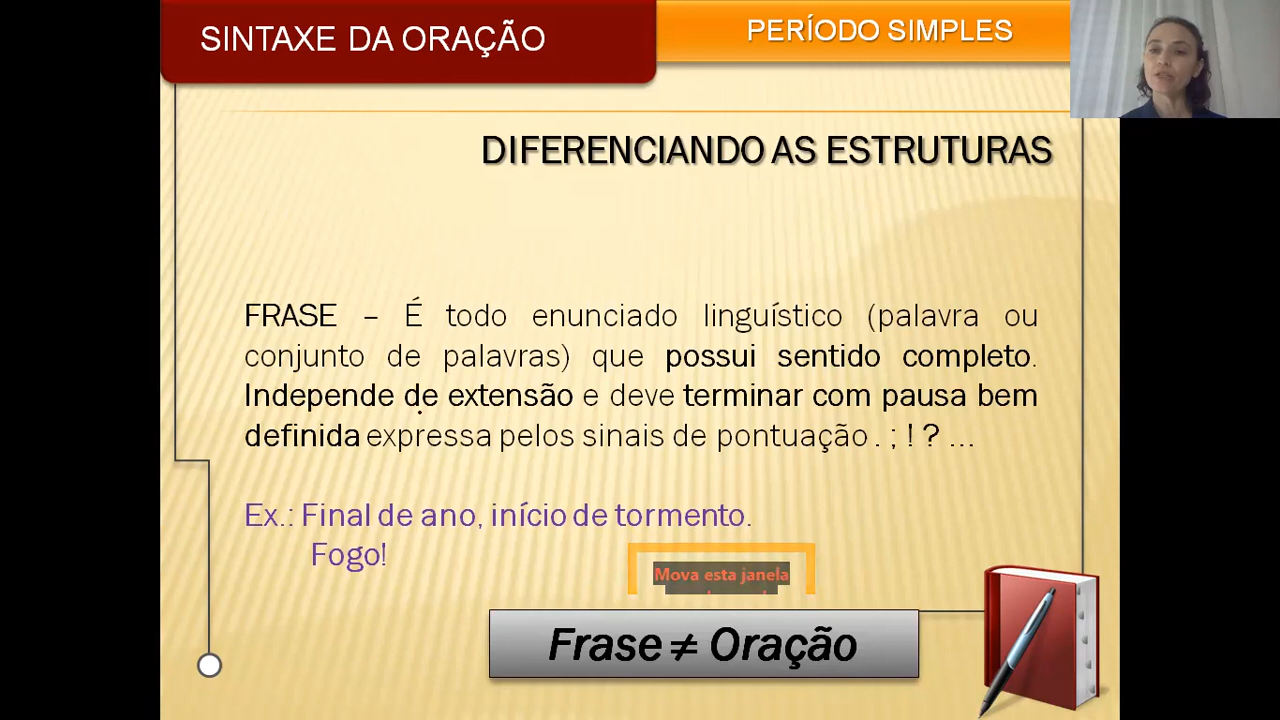 SINTAXE DA ORAÇÃO
PERÍODO SIMPLES
DIFERENCIANDO AS ESTRUTURAS
FRASE – É todo enunciado linguístico (palavra ou
conjunto de palavras) que possui sentido completo.
Independe de extensão e deve terminar com pausa bem
definida expressa pelos sinais de pontuação . ; ! ? ...
Ex.: Final de ano, início de tormento.
Fogo!
Mova esta janela
Frase ≠ Oração